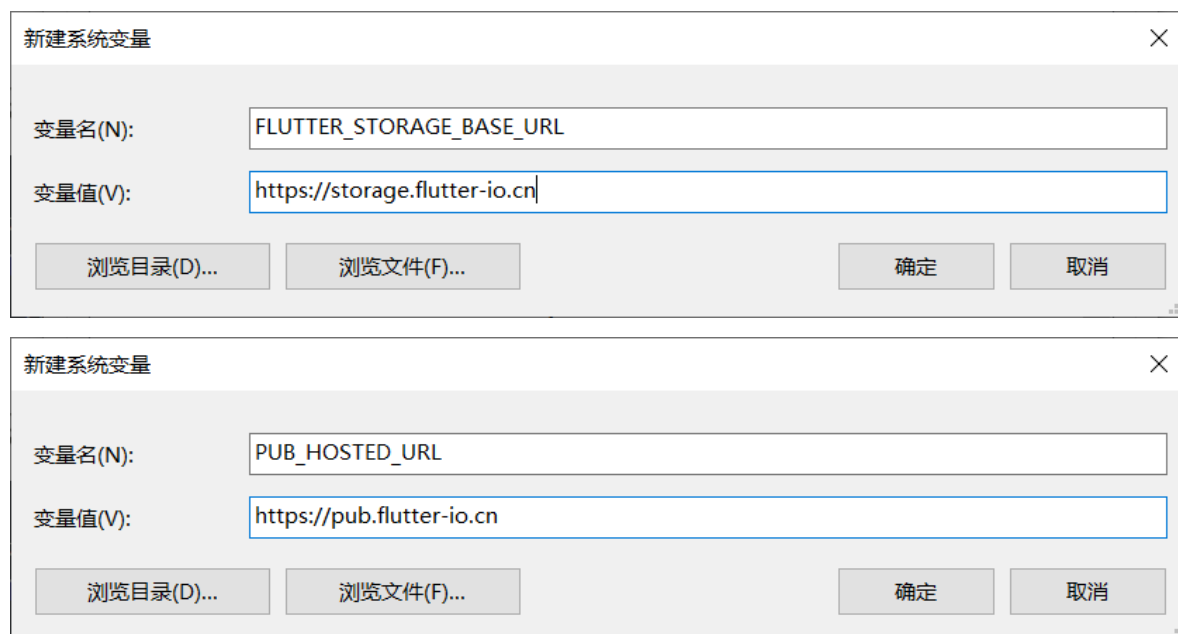 新建系统变量
变量名(N):
FLUTTER_STORAGE_BASE_URL
变量值(V):
https://storage.flutter-io.cn
浏览目录(D)...
浏览文件(F)...
确定
取消
新建系统变量
变量名(N):
PUB_HOSTED_URL
变量值(V):
https://pub.flutter-io.cn
浏览目录(D)...
浏览文件(F)...
确定
取消